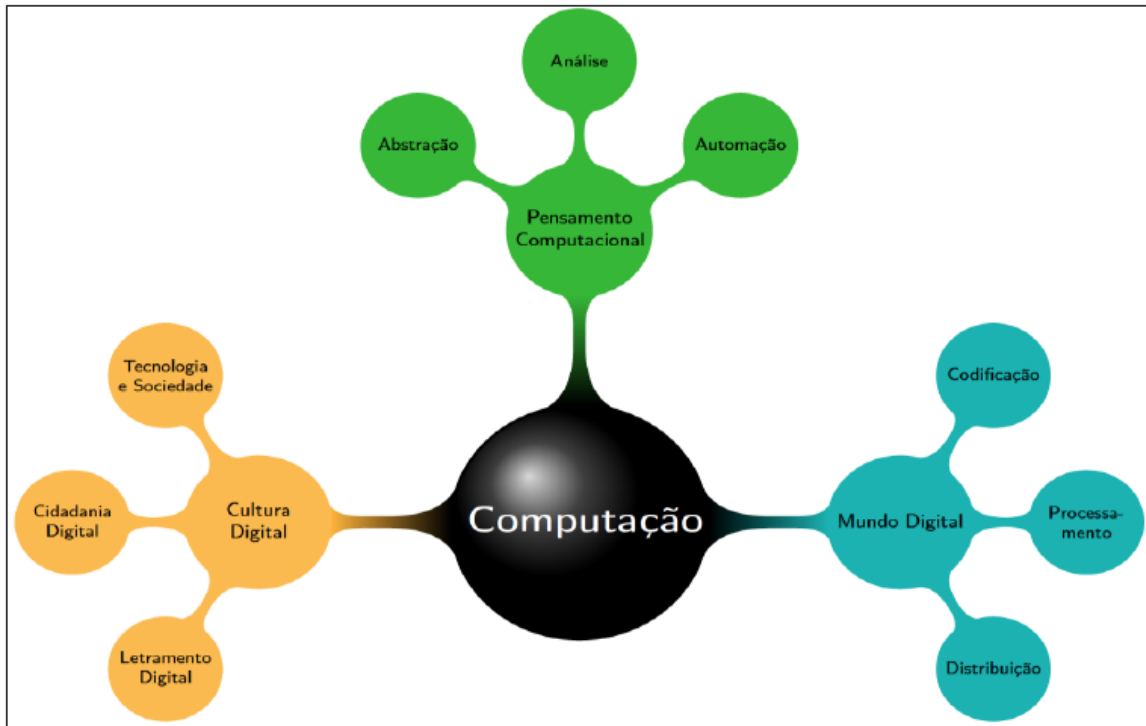 Análise
Abstração
Automação
Pensamento
Computacional
Tecnologia
e Sociedade
Codificação
Cidadania
Digital
Cultura
Digital
Computação
Mundo Digital
Processa-
mento
Letramento
Digital
Distribuição